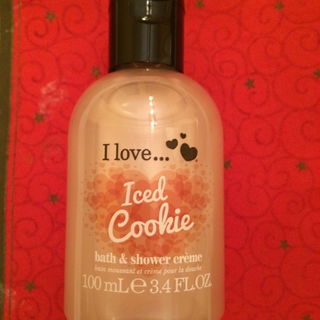 I love...
Iced
Cookie
bath & shower crème
bain moussant et crème pour la douche
100 mL e 3.4 FL.OZ.